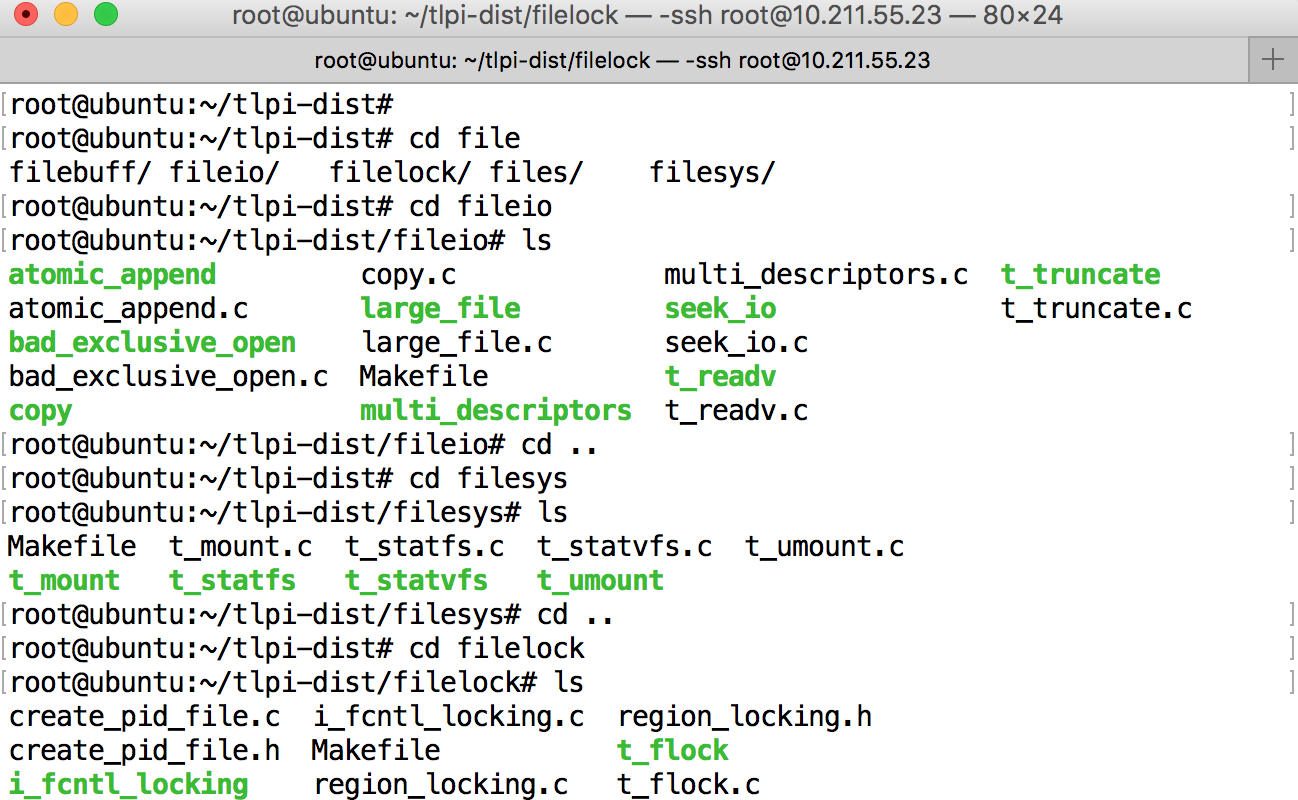 root@ubuntu: ~/tlpi-dist/filelock — -ssh root@10.211.55.23 — 80×24
root@ubuntu: ~/tlpi-dist/filelock — -ssh root@10.211.55.23 +
[root@ubuntu:~/tlpi-dist# ]
[root@ubuntu:~/tlpi-dist# cd file ]
filebuff/ fileio/   filelock/ files/    filesys/
[root@ubuntu:~/tlpi-dist# cd fileio ]
[root@ubuntu:~/tlpi-dist/fileio# ls ]
atomic_append         copy.c             multi_descriptors.c  t_truncate
atomic_append.c       large_file         seek_io              t_truncate.c
bad_exclusive_open    large_file.c       seek_io.c
bad_exclusive_open.c  Makefile           t_readv
copy                  multi_descriptors  t_readv.c
[root@ubuntu:~/tlpi-dist/fileio# cd .. ]
[root@ubuntu:~/tlpi-dist# cd filesys ]
[root@ubuntu:~/tlpi-dist/filesys# ls ]
Makefile  t_mount.c  t_statfs.c  t_statvfs.c  t_umount.c
t_mount   t_statfs   t_statvfs   t_umount
[root@ubuntu:~/tlpi-dist/filesys# cd .. ]
[root@ubuntu:~/tlpi-dist# cd filelock ]
[root@ubuntu:~/tlpi-dist/filelock# ls ]
create_pid_file.c  i_fcntl_locking.c  region_locking.h
create_pid_file.h  Makefile           t_flock
i_fcntl_locking    region_locking.c   t_flock.c